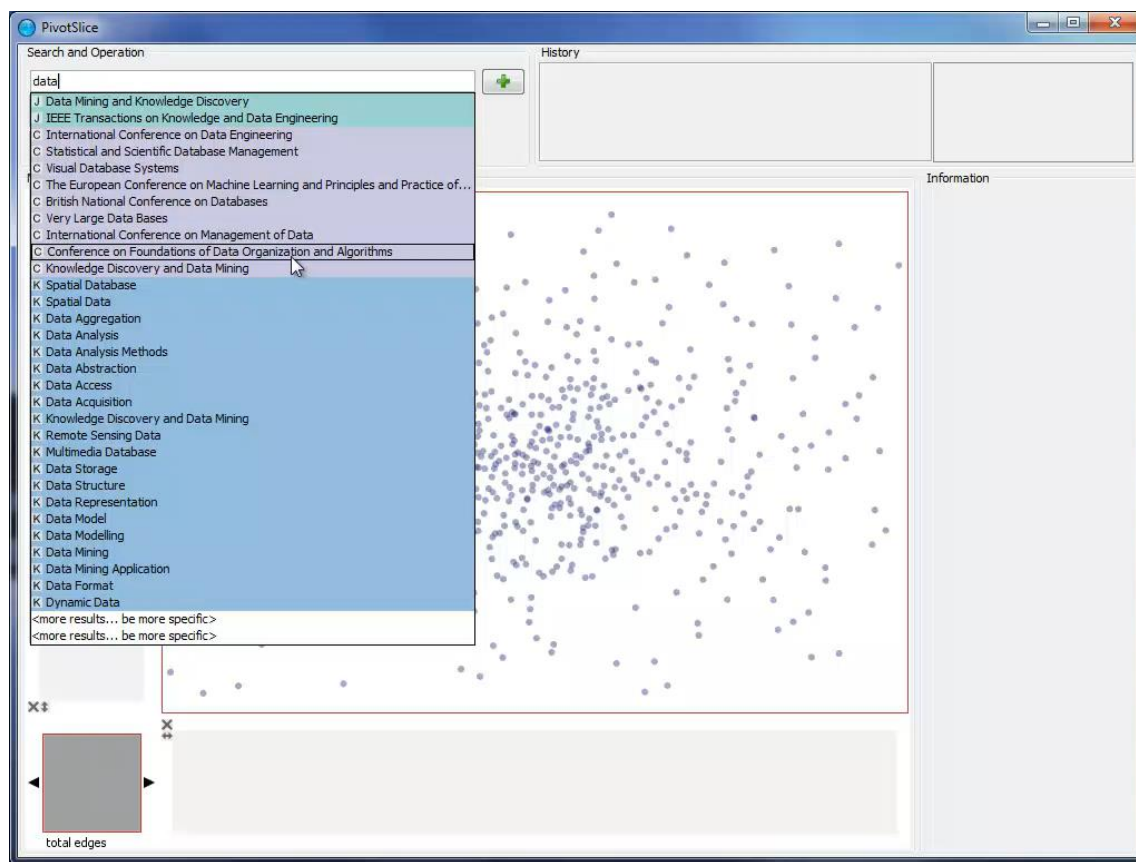 PivotSlice
Search and Operation
History
data
J Data Mining and Knowledge Discovery
J IEEE Transactions on Knowledge and Data Engineering
C International Conference on Data Engineering
C Statistical and Scientific Database Management
C Visual Database Systems
C The European Conference on Machine Learning and Principles and Practice of...
C British National Conference on Databases
C Very Large Data Bases
C International Conference on Management of Data
C Conference on Foundations of Data Organization and Algorithms
C Knowledge Discovery and Data Mining
K Spatial Database
K Spatial Data
K Data Aggregation
K Data Analysis
K Data Analysis Methods
K Data Abstraction
K Data Access
K Data Acquisition
K Knowledge Discovery and Data Mining
K Remote Sensing Data
K Multimedia Database
K Data Storage
K Data Structure
K Data Representation
K Data Model
K Data Modelling
K Data Mining
K Data Mining Application
K Data Format
K Dynamic Data
<more results... be more specific>
<more results... be more specific>
Information
total edges